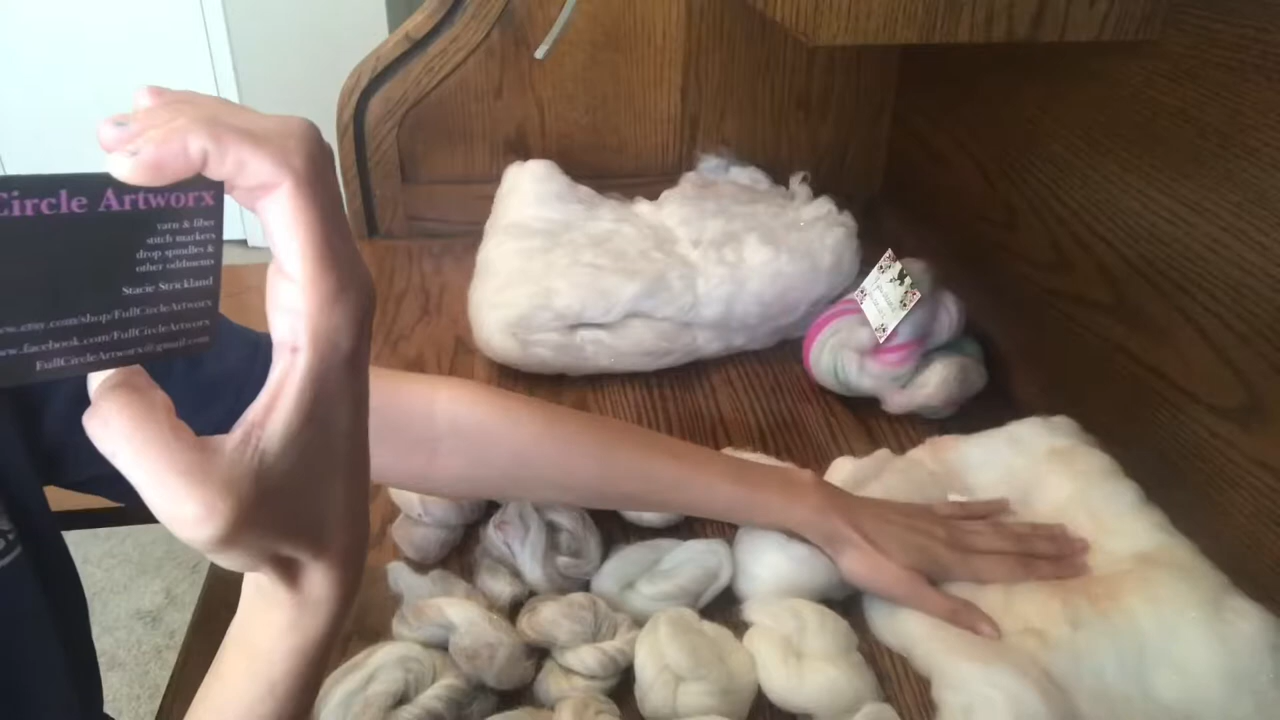 Circle Artworx
yarn & fiber
stitch markers
drop spindles &
other oddments
Stacie Strickland
www.etsy.com/shop/FullCircleArtworx
www.facebook.com/FullCircleArtworx
FullCircleArtworx@gmail.com